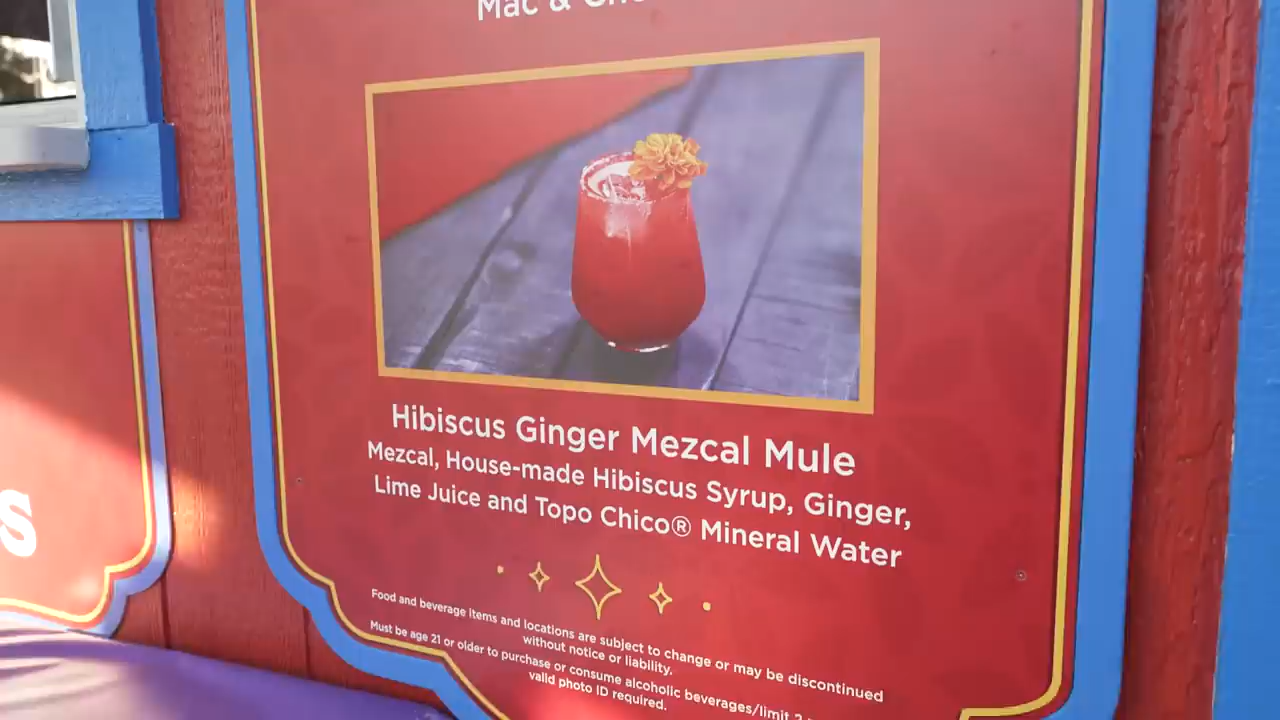 Mac &
Hibiscus Ginger Mezcal Mule
Mezcal, House-made Hibiscus Syrup, Ginger,
Lime Juice and Topo Chico® Mineral Water
Food and beverage items and locations are subject to change or may be discontinued
without notice or liability.
Must be age 21 or older to purchase or consume alcoholic beverages/limit
valid photo ID required.
S